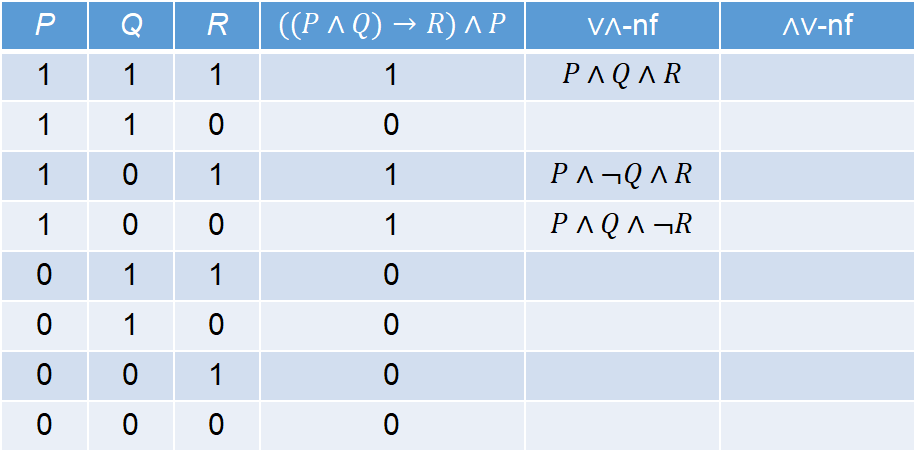 P Q R ((P ∧ Q) → R) ∧ P ∨∧-nf ∧∨-nf
1 1 1 1 P ∧ Q ∧ R
1 1 0 0
1 0 1 1 P ∧ ¬Q ∧ R
1 0 0 1 P ∧ Q ∧ ¬R
0 1 1 0
0 1 0 0
0 0 1 0
0 0 0 0